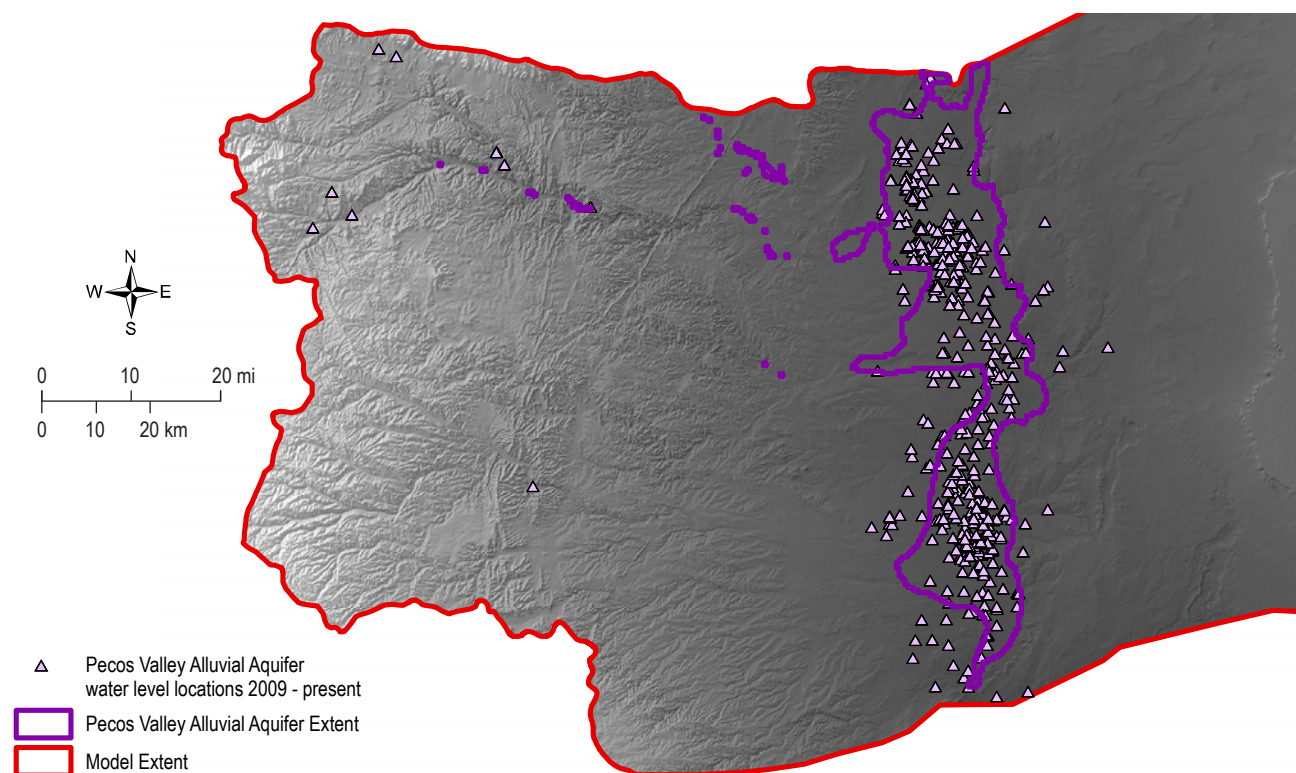 N
W E
S
0 10 20 mi
0 10 20 km
Pecos Valley Alluvial Aquifer
water level locations 2009 - present
Pecos Valley Alluvial Aquifer Extent
Model Extent